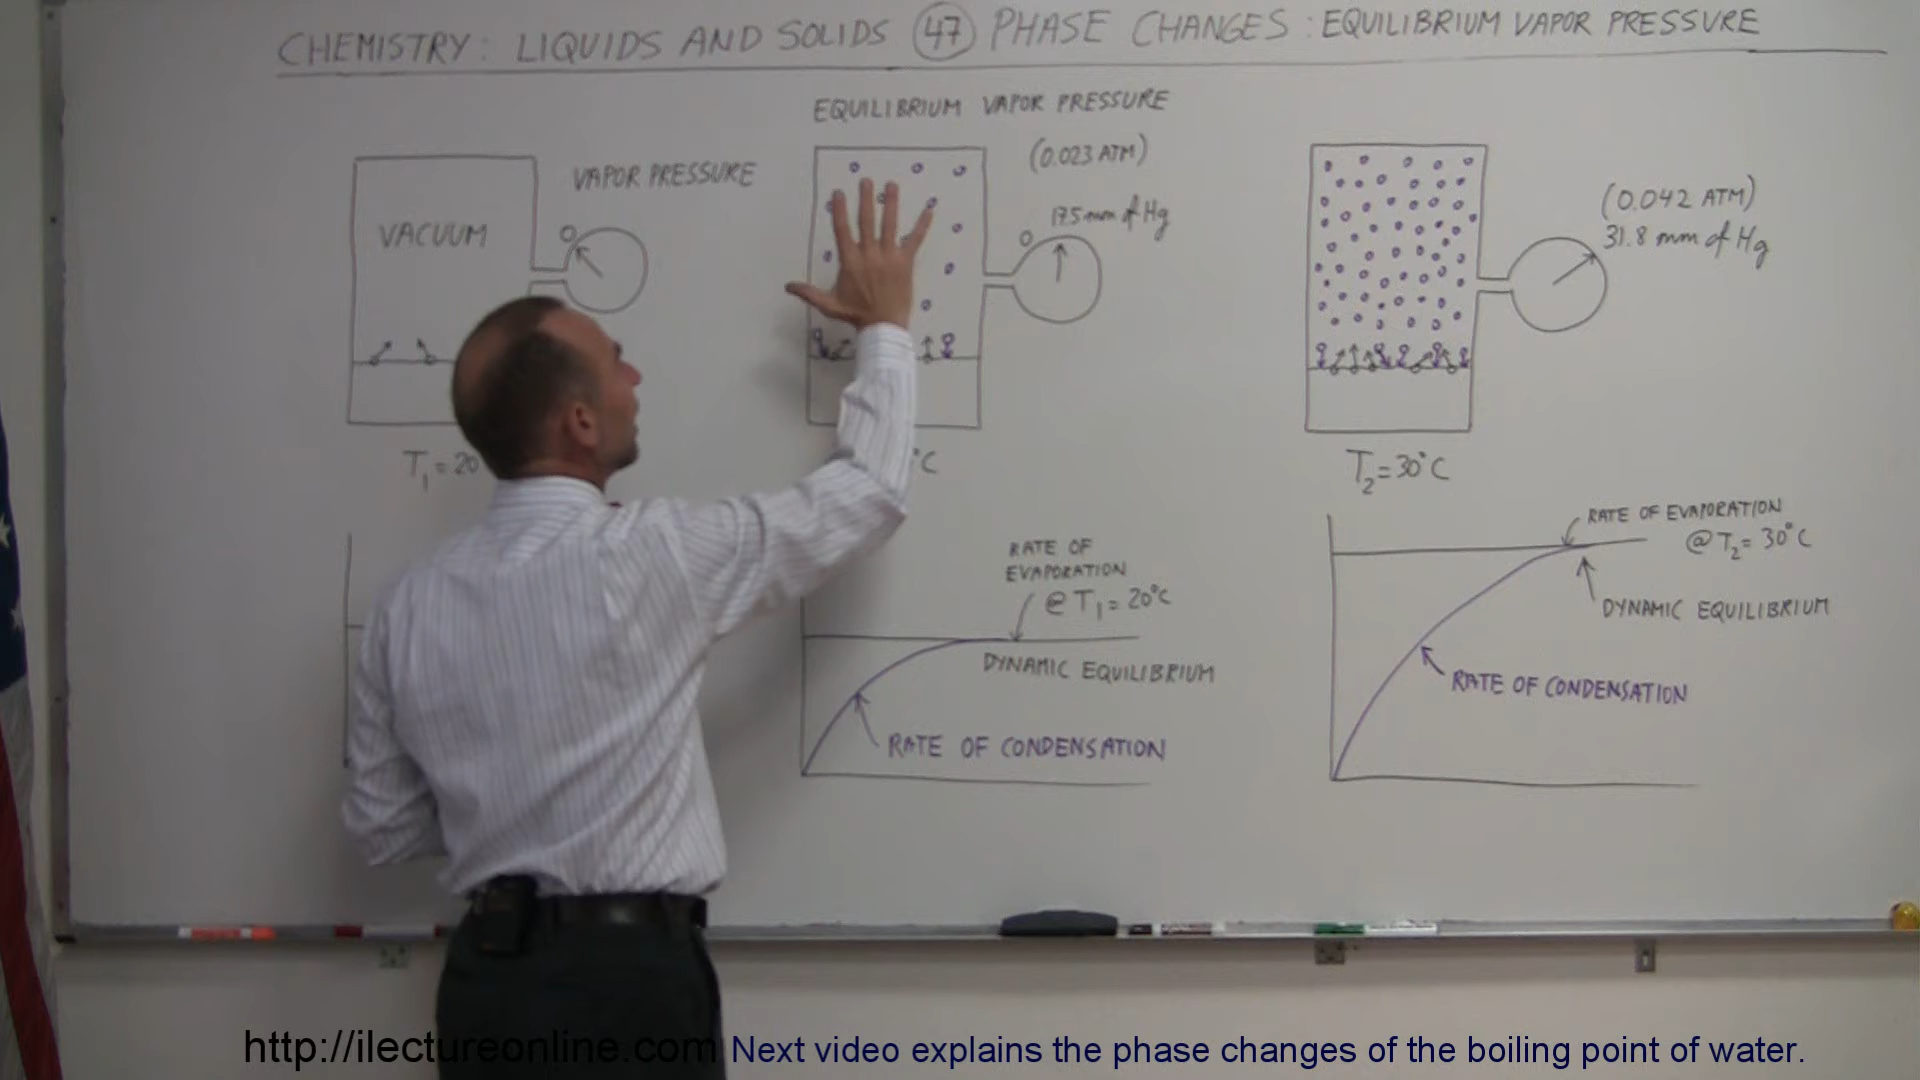 CHEMISTRY: LIQUIDS AND SOLIDS 47 PHASE CHANGES: EQUILIBRIUM VAPOR PRESSURE
EQUILIBRIUM VAPOR PRESSURE
VACUUM
VAPOR PRESSURE
O
T1 = 20
(0.023 ATM)
17.5 mm of Hg
O
°C
(0.042 ATM)
31.8 mm of Hg
T2 = 30°C
RATE OF
EVAPORATION
@ T1 = 20°C
DYNAMIC EQUILIBRIUM
RATE OF CONDENSATION
RATE OF EVAPORATION
@ T2 = 30°C
DYNAMIC EQUILIBRIUM
RATE OF CONDENSATION
http://ilectureonline.com Next video explains the phase changes of the boiling point of water.